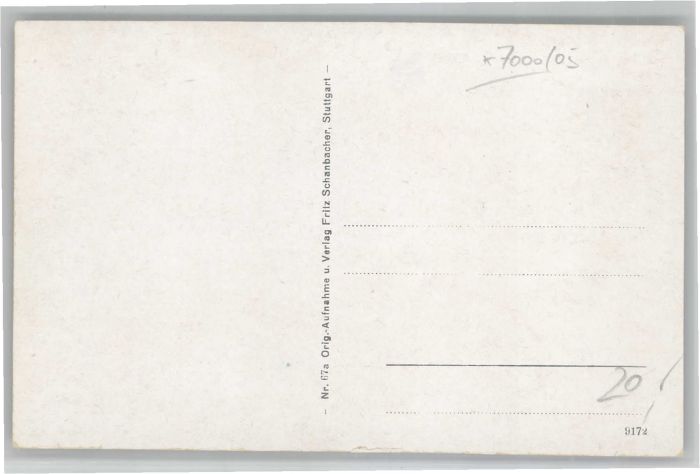 *7000/05
– Nr. 67a Orig.-Aufnahme u. Verlag Fritz Schanbacher, Stuttgart –
20
9172